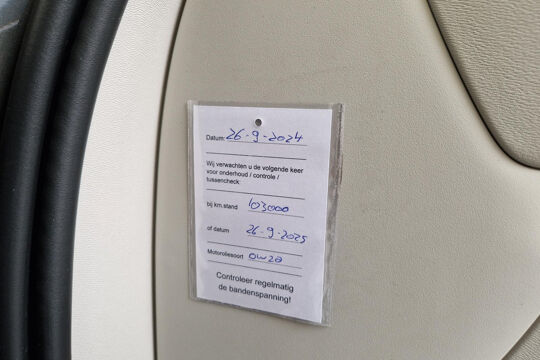 Datum: 26-9-2024
Wij verwachten u de volgende keer
voor onderhoud / controle /
tussencheck:
bij km.stand 103000
of datum 26-9-2025
Motoroliesoort 0W20
Controleer regelmatig
de bandenspanning!